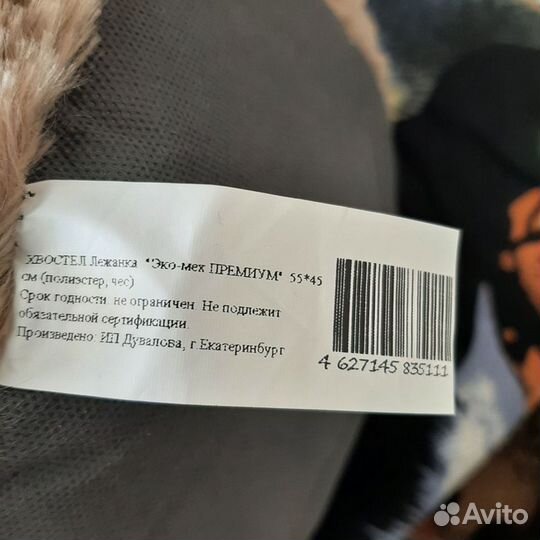 ХВОСТЕЛ Лежанка "Эко-мех ПРЕМИУМ" 55*45
см (полиэстер, чес)
Срок годности: не ограничен. Не подлежит
обязательной сертификации.
Произведено: ИП Дувалова, г.Екатеринбург
4 627145 835111
Avito